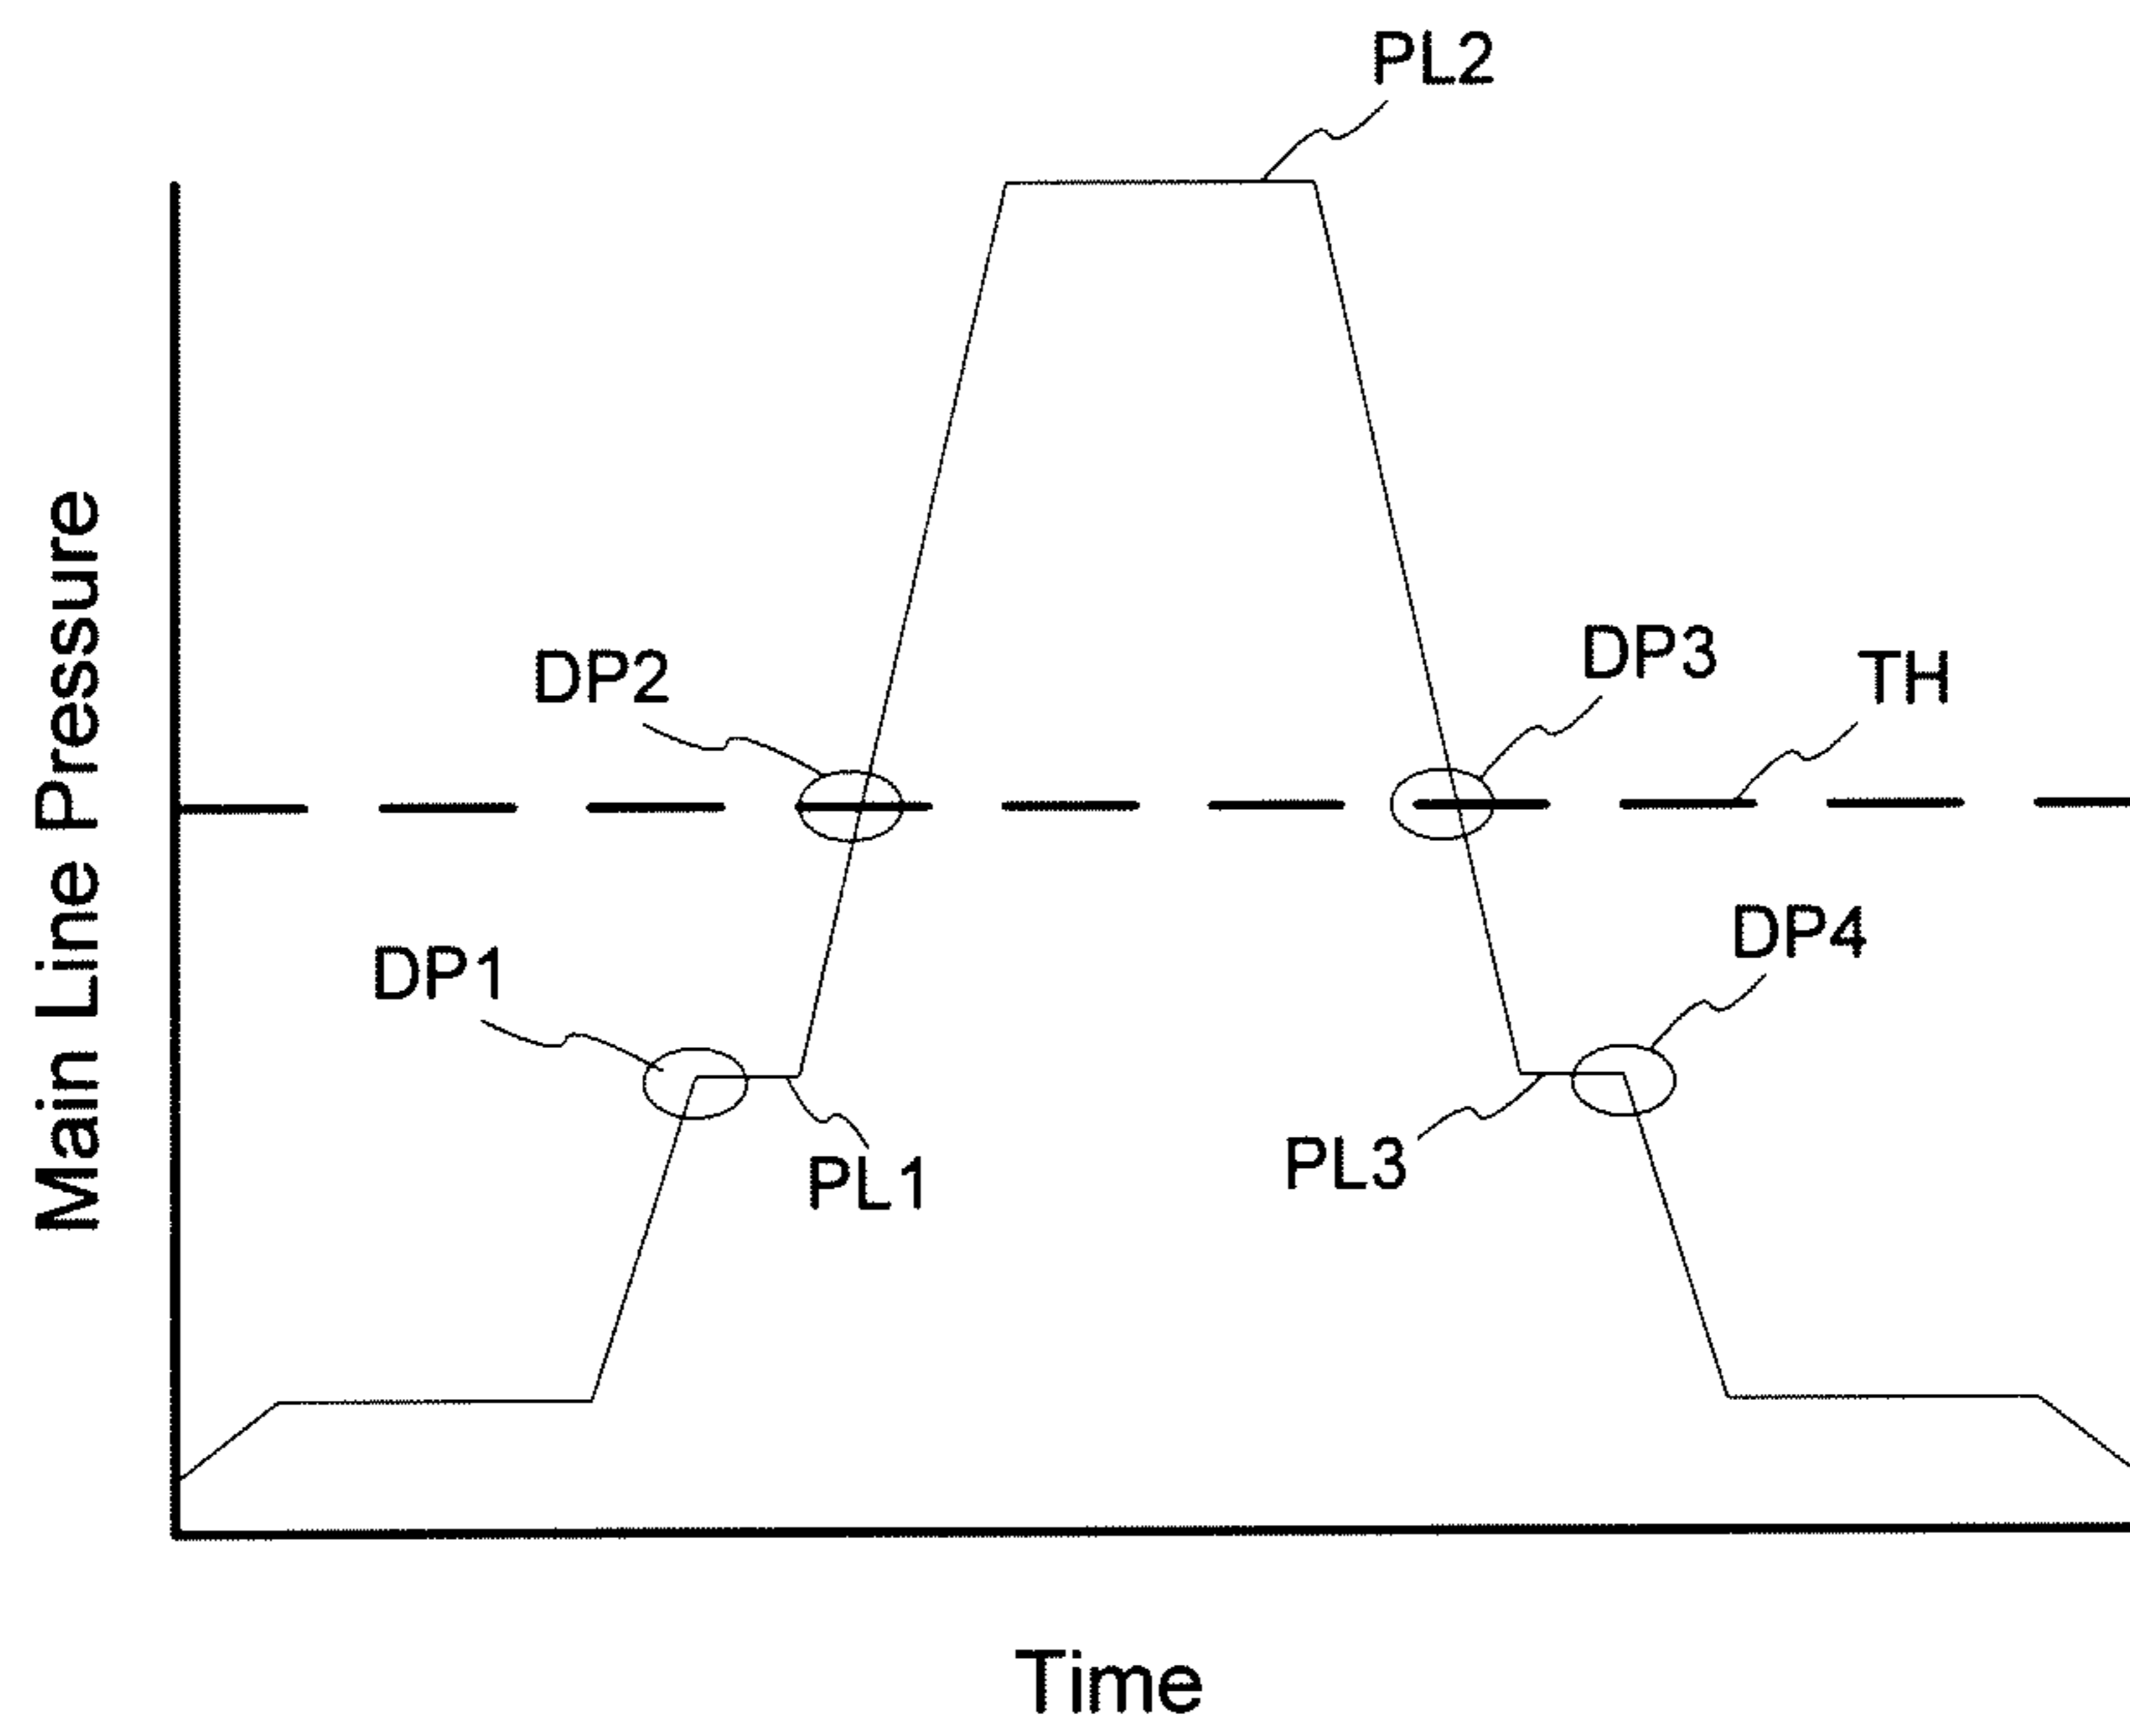 PL2
DP2
DP3
TH
DP1
DP4
PL1
PL3
Main Line Pressure
Time